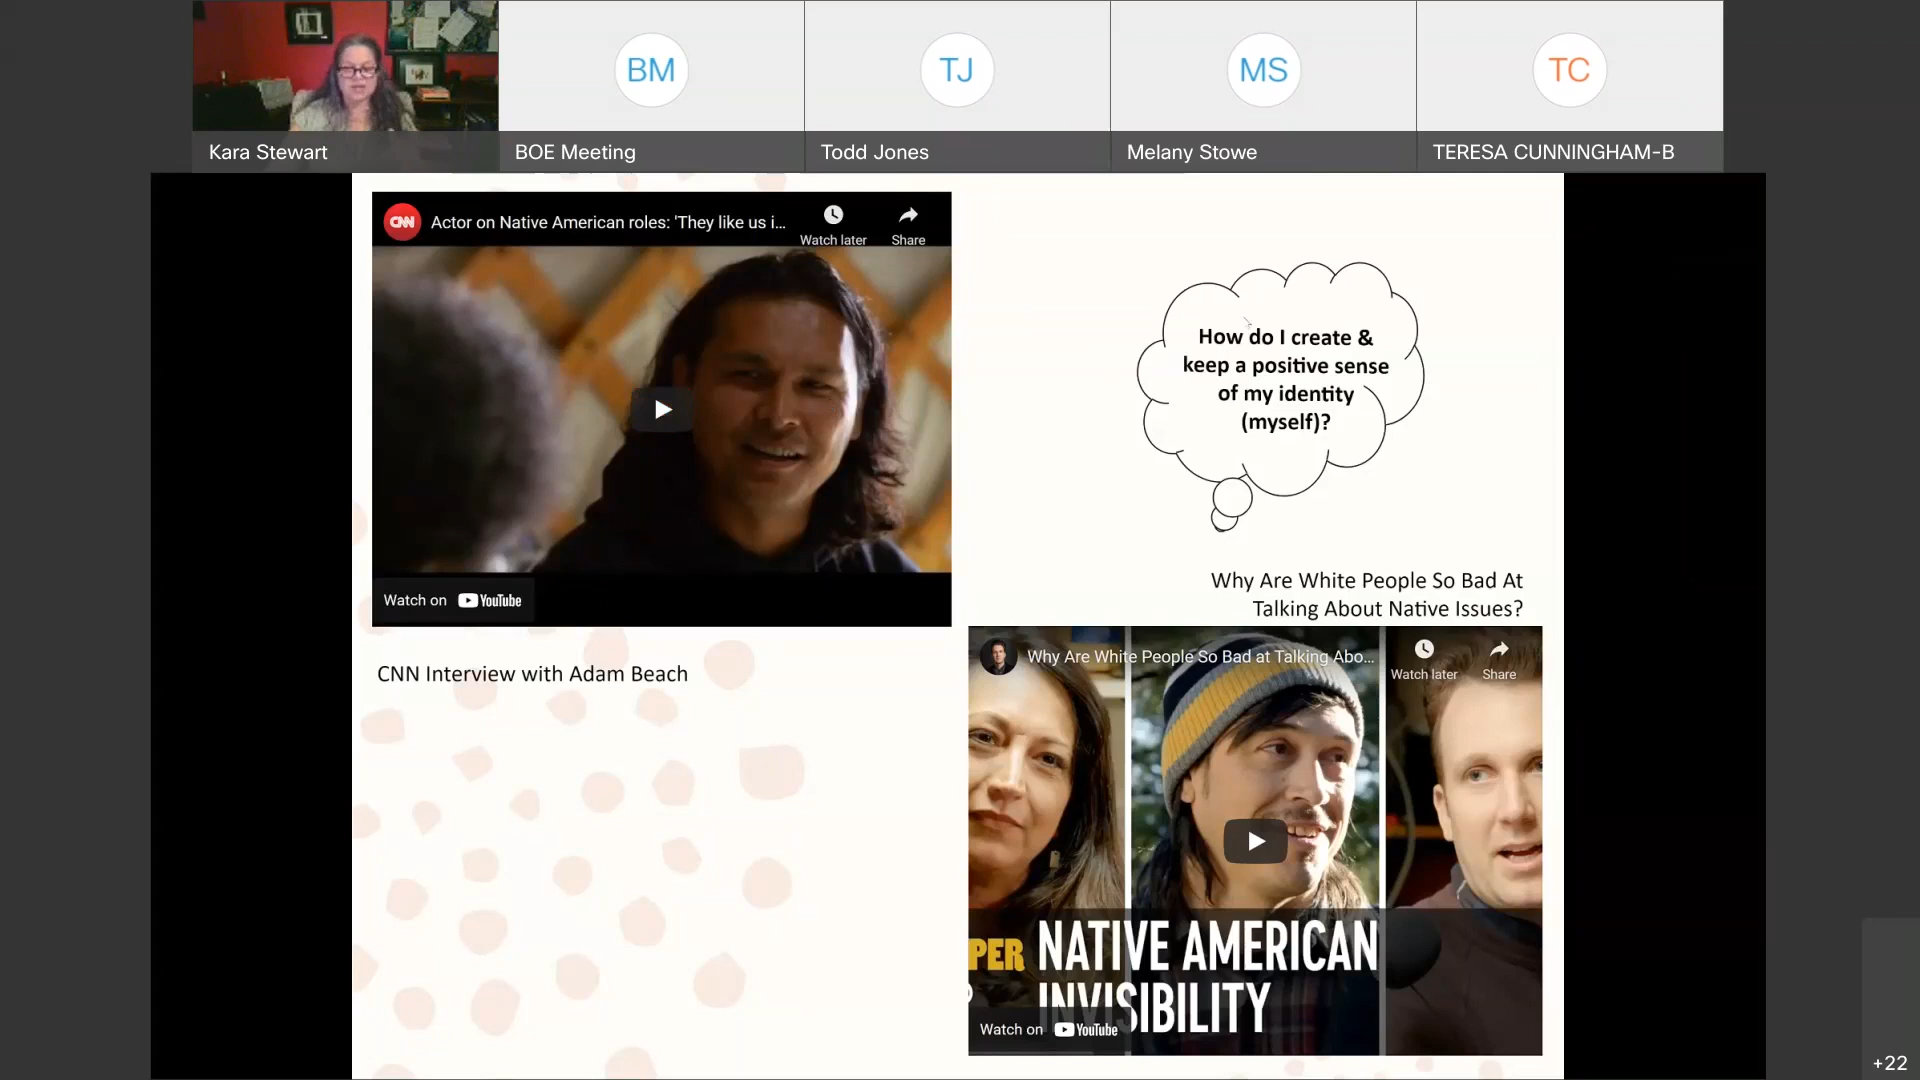 BM
TJ
MS
TC
Kara Stewart
BOE Meeting
Todd Jones
Melany Stowe
TERESA CUNNINGHAM-B
CNN
Actor on Native American roles: 'They like us i...
Watch later
Share
Watch on YouTube
CNN Interview with Adam Beach
How do I create &
keep a positive sense
of my identity
(myself)?
Why Are White People So Bad At
Talking About Native Issues?
Why Are White People So Bad at Talking Abo...
Watch later
Share
PER NATIVE AMERICAN
INVISIBILITY
Watch on YouTube
+22